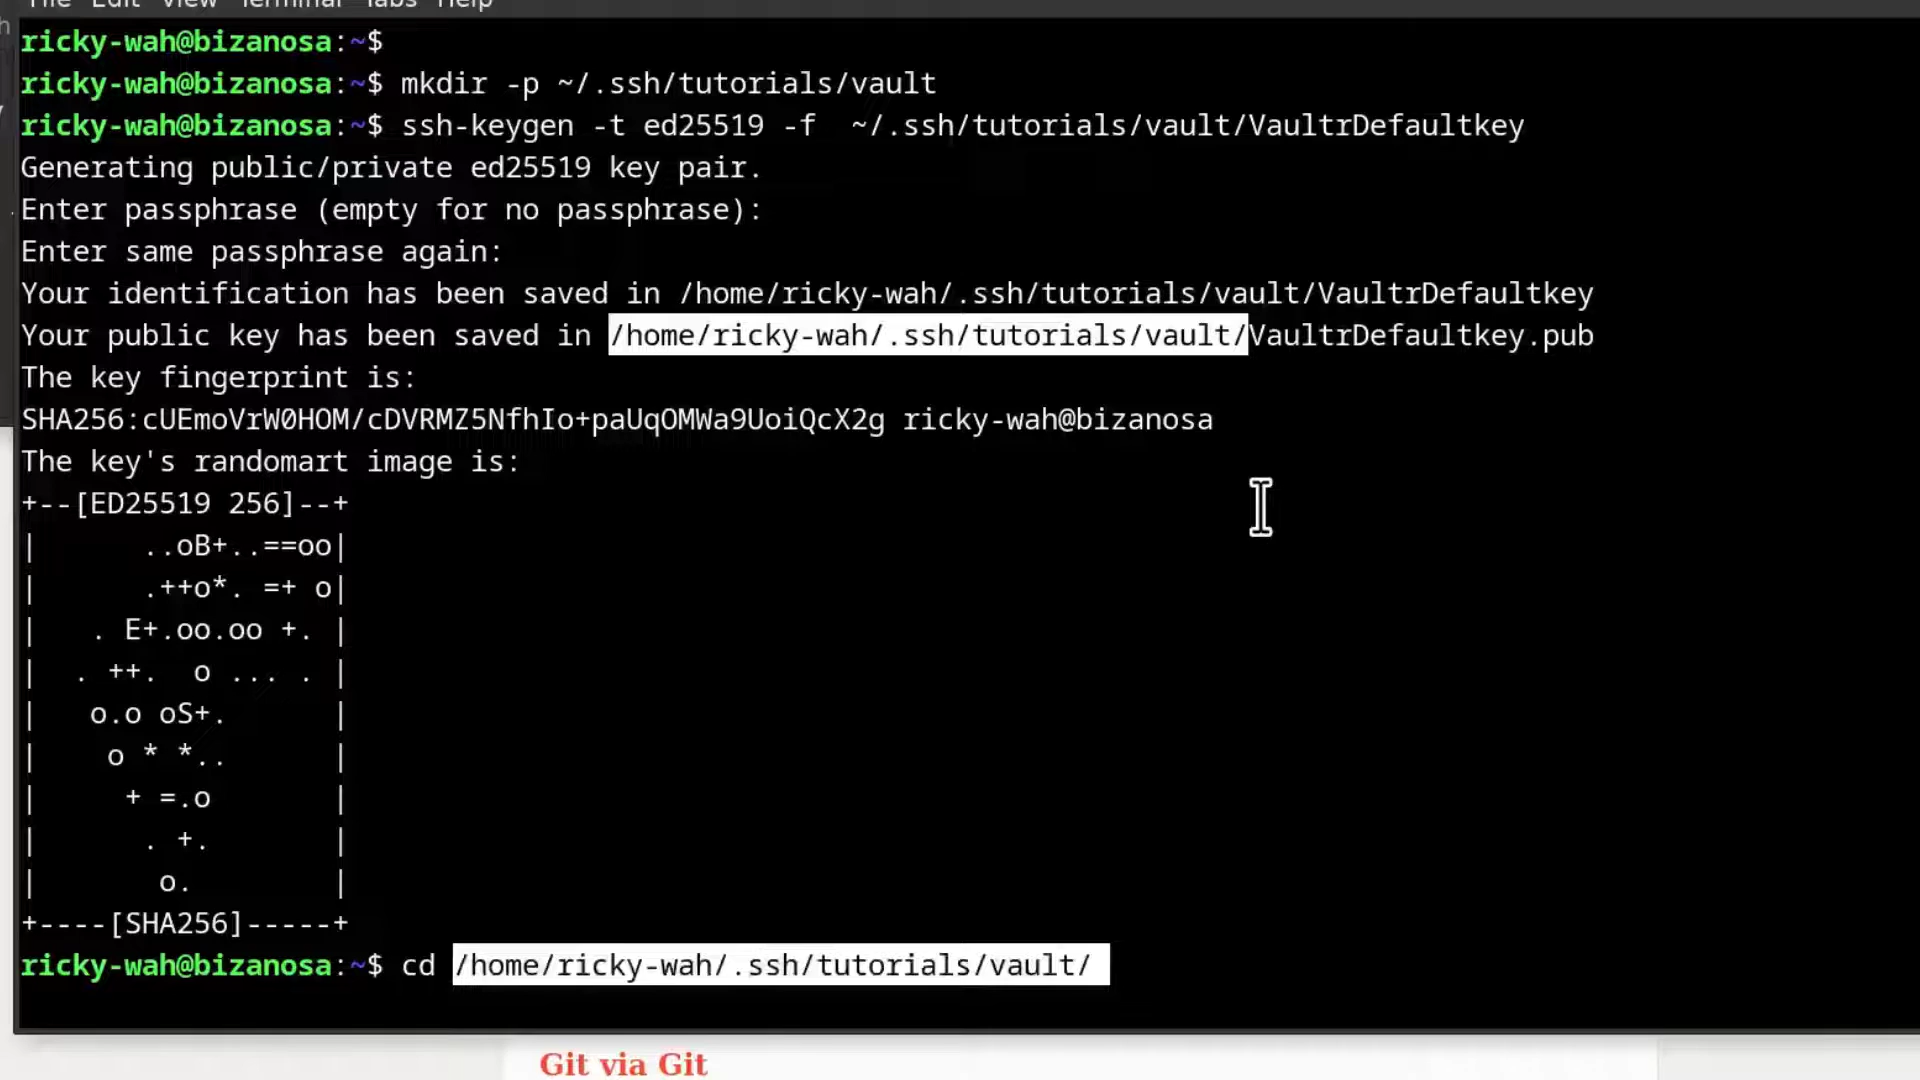 File Edit View Terminal Tabs Help
ricky-wah@bizanosa:~$
ricky-wah@bizanosa:~$ mkdir -p ~/.ssh/tutorials/vault
ricky-wah@bizanosa:~$ ssh-keygen -t ed25519 -f  ~/.ssh/tutorials/vault/VaultrDefaultkey
Generating public/private ed25519 key pair.
Enter passphrase (empty for no passphrase):
Enter same passphrase again:
Your identification has been saved in /home/ricky-wah/.ssh/tutorials/vault/VaultrDefaultkey
Your public key has been saved in /home/ricky-wah/.ssh/tutorials/vault/VaultrDefaultkey.pub
The key fingerprint is:
SHA256:cUEmoVrW0HOM/cDVRMZ5NfhIo+paUqOMWa9UoiQcX2g ricky-wah@bizanosa
The key's randomart image is:
+--[ED25519 256]--+
|      ..oB+..==oo|
|      .++o*. =+ o|
|   . E+.oo.oo +. |
|  . ++.  o ... . |
|   o.o oS+.      |
|    o * *..      |
|     + =.o       |
|      . +.       |
|       o.        |
+----[SHA256]-----+
ricky-wah@bizanosa:~$ cd /home/ricky-wah/.ssh/tutorials/vault/
Git via Git